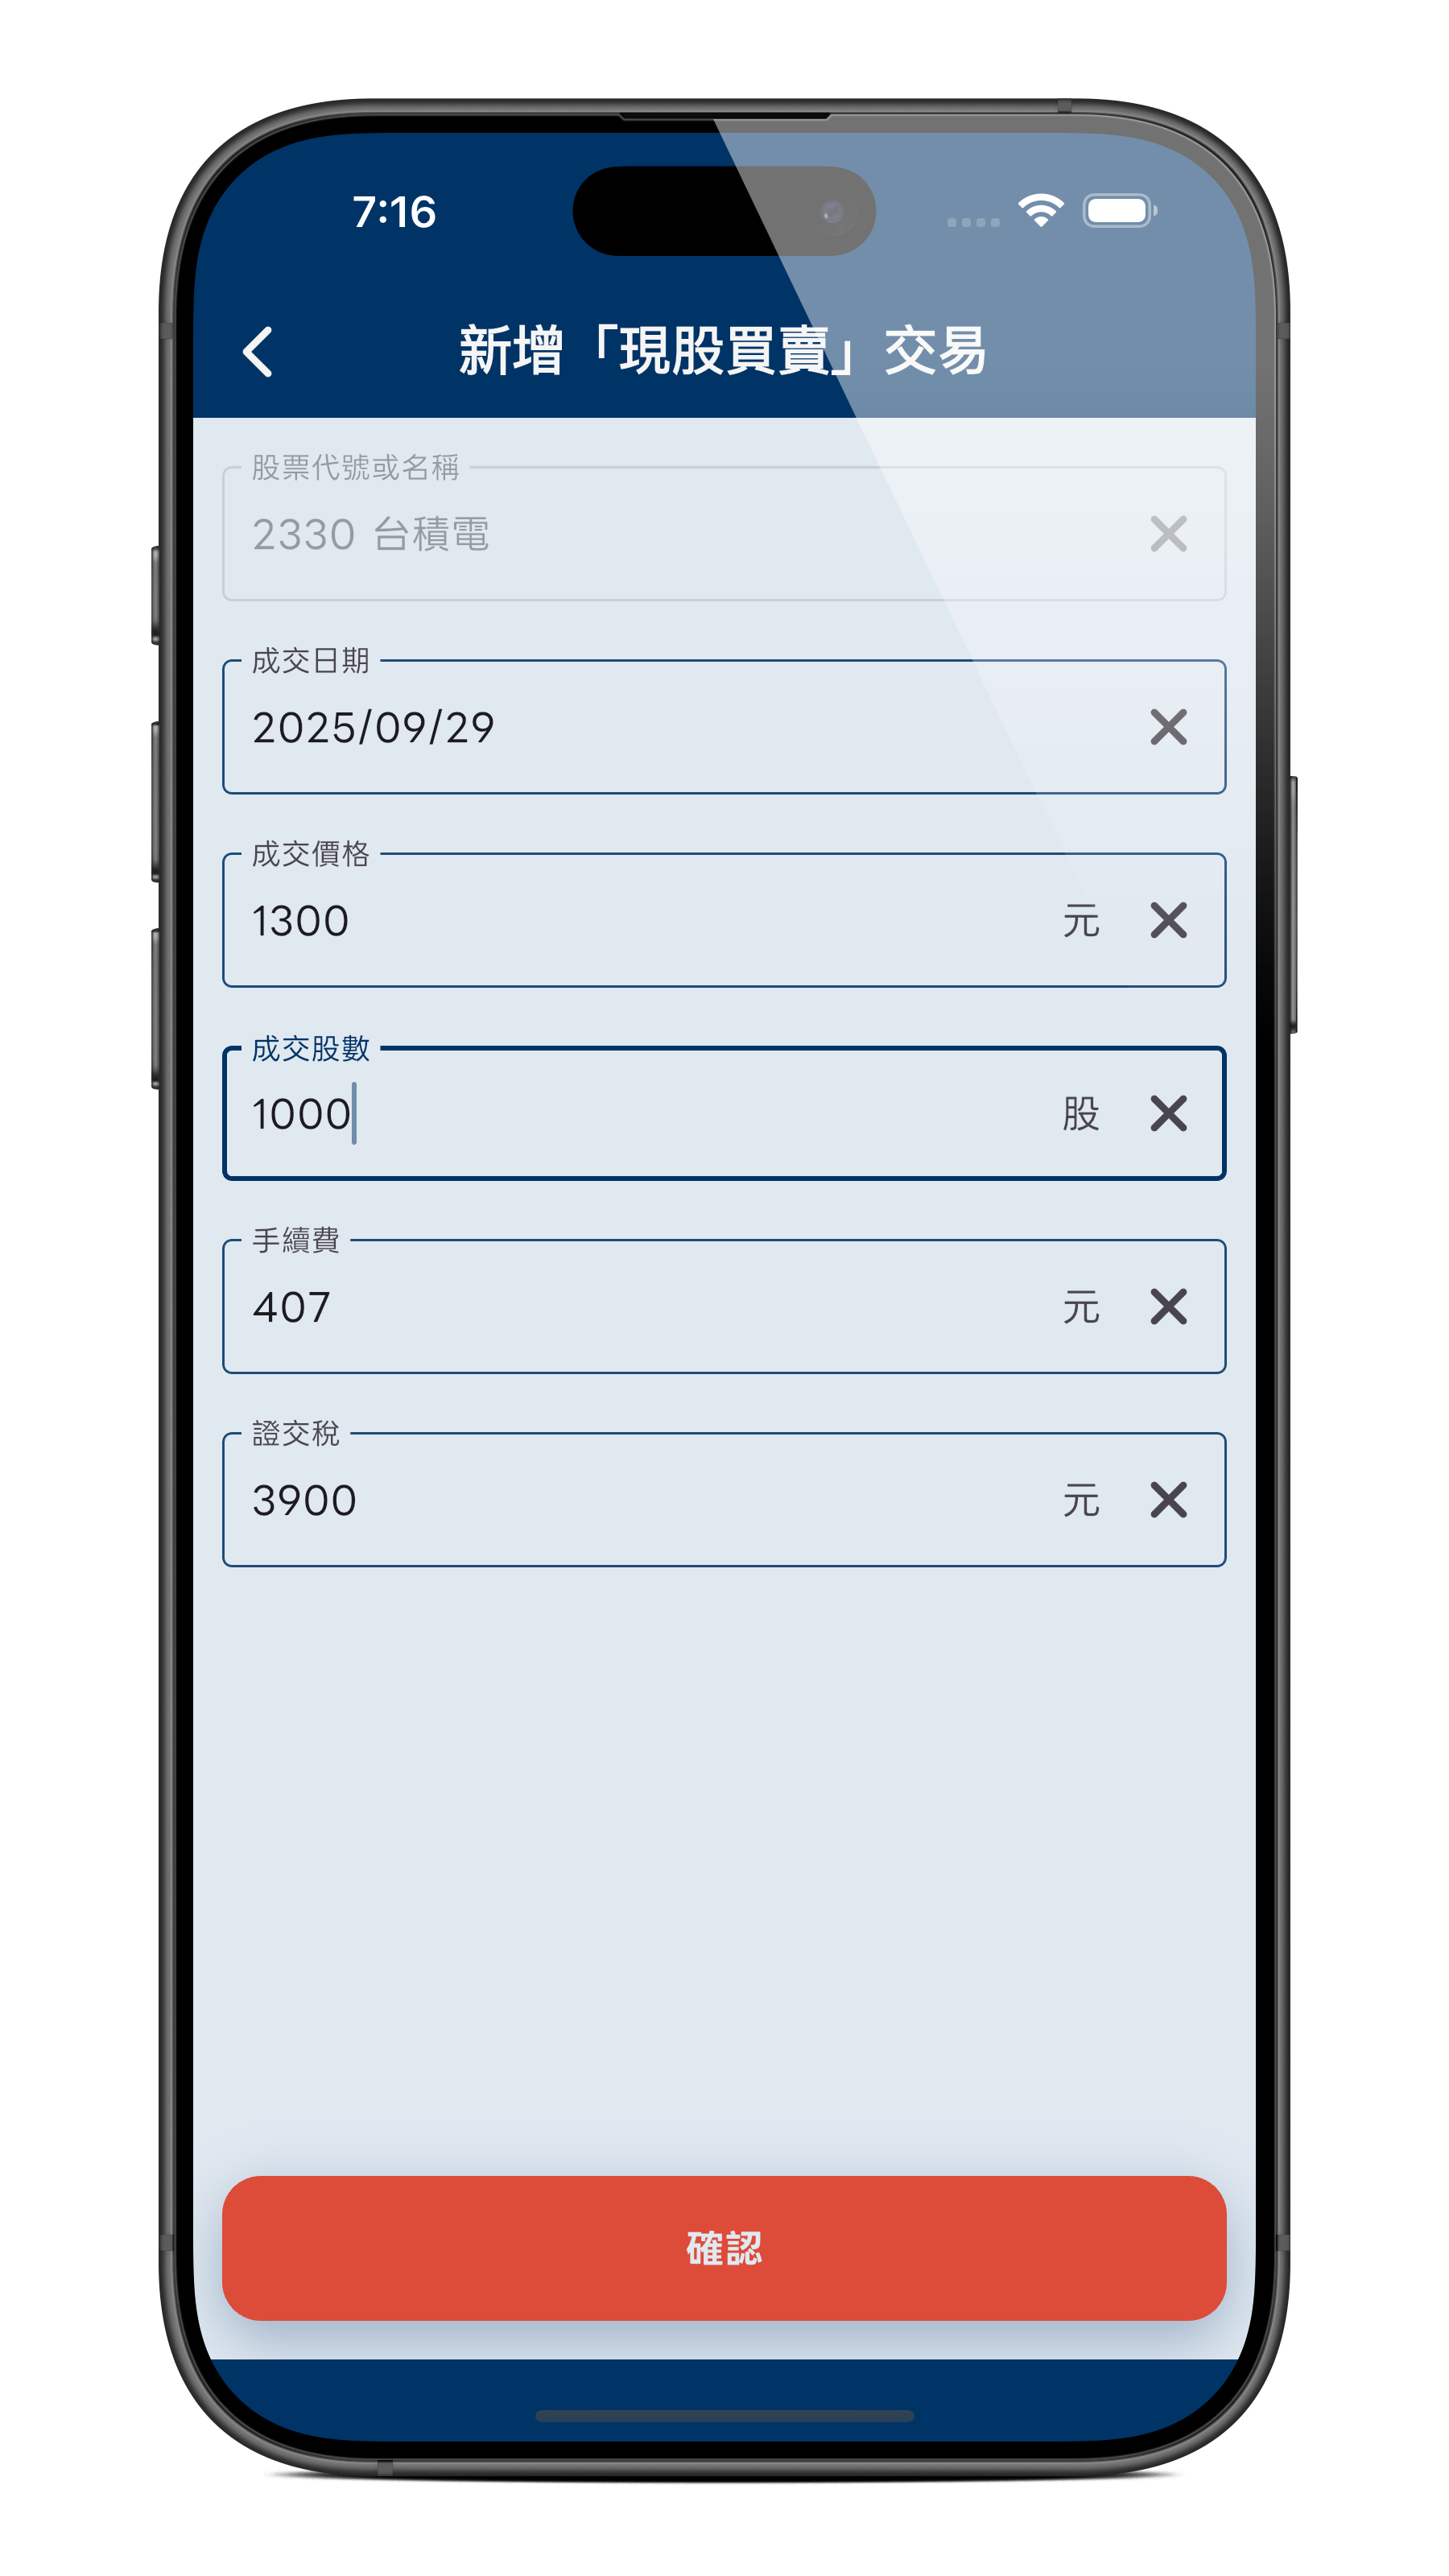 7:16
新增「現股買賣」交易
股票代號或名稱
2330 台積電
成交日期
2025/09/29
成交價格
1300 元
成交股數
1000 股
手續費
407 元
證交稅
3900 元
確認